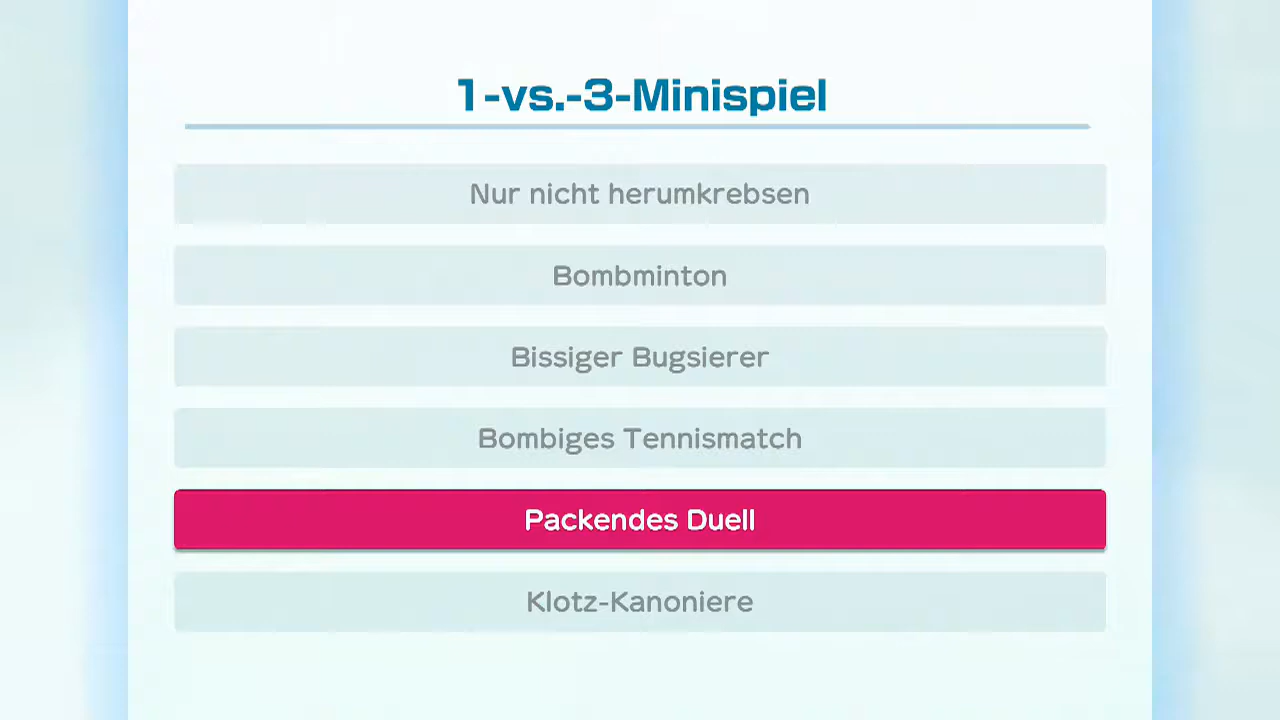 1-vs.-3-Minispiel
Nur nicht herumkrebsen
Bombminton
Bissiger Bugsierer
Bombiges Tennismatch
Packendes Duell
Klotz-Kanoniere